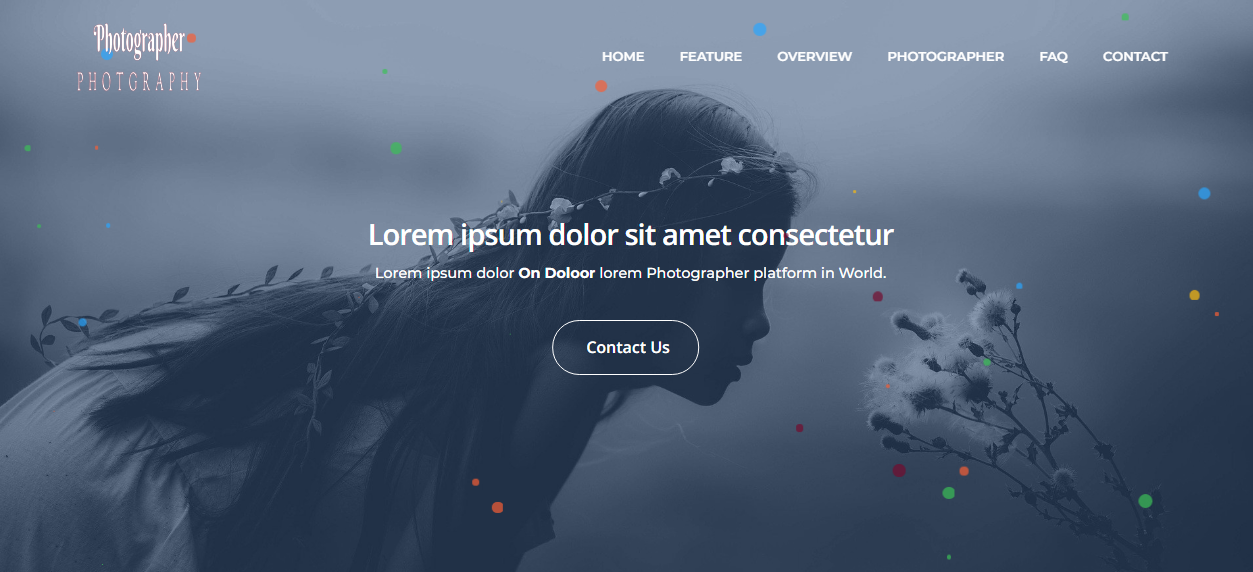 Photographer
PHOTGRAPHY
HOME FEATURE OVERVIEW PHOTOGRAPHER FAQ CONTACT
Lorem ipsum dolor sit amet consectetur
Lorem ipsum dolor On Doloor lorem Photographer platform in World.
Contact Us